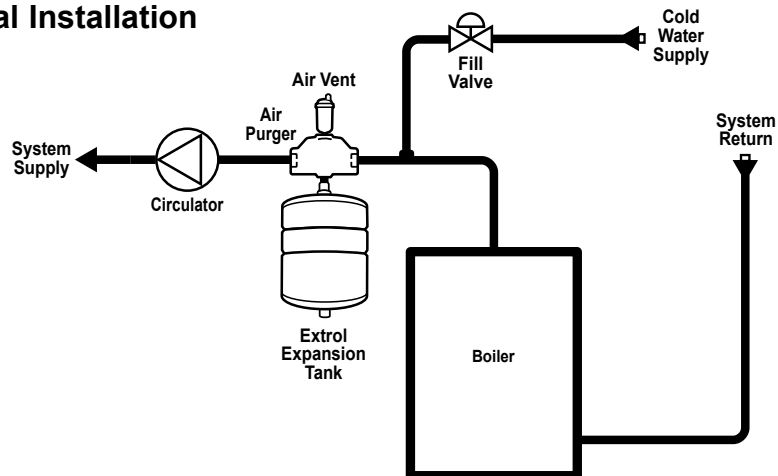 al Installation
Cold
Water
Supply
Fill
Valve
Air Vent
Air
Purger
System
Return
System
Supply
Circulator
Extrol
Expansion
Tank
Boiler